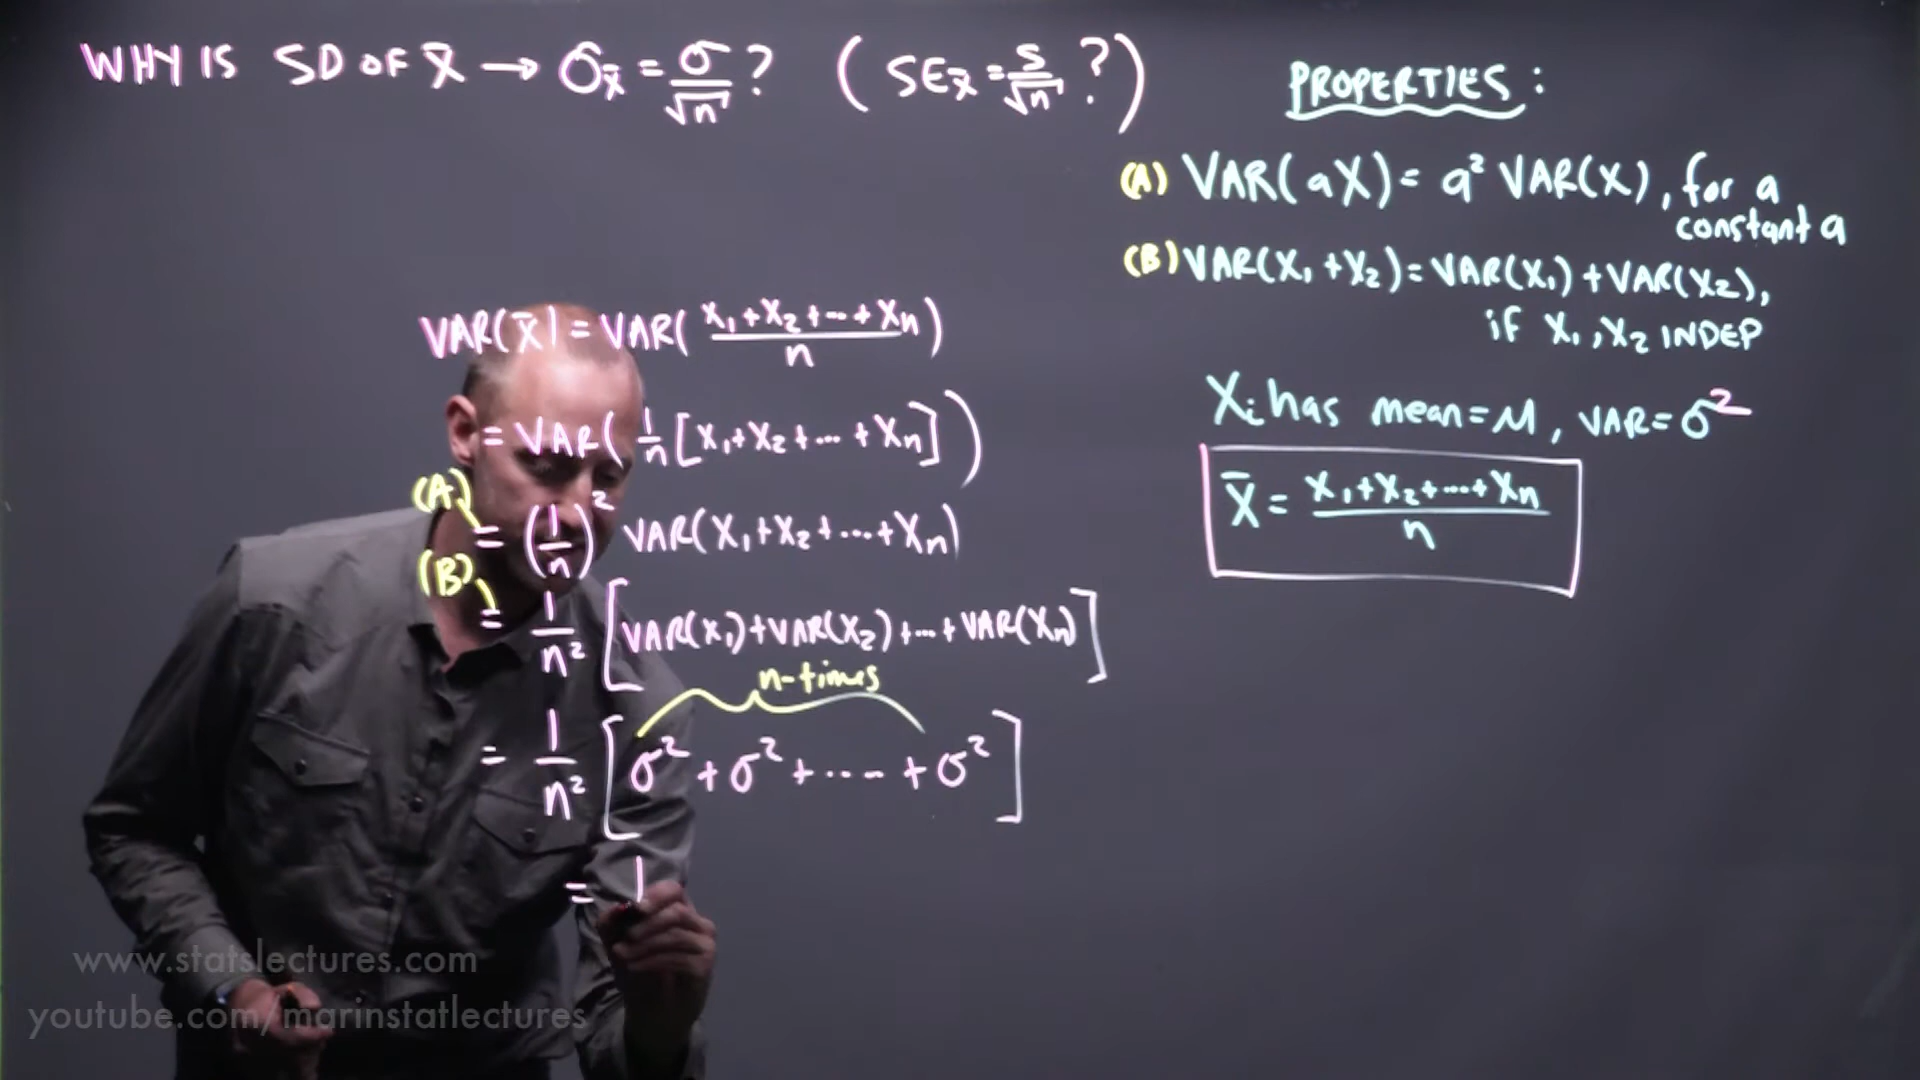 WHY IS SD OF X̄ → σx̄ = σ/√n ? ( SEx̄ = s/√n ? )
PROPERTIES :
(A) VAR(aX) = a² VAR(X), for a
constant a
(B) VAR(X₁ + X₂) = VAR(X₁) + VAR(X₂),
if X₁, X₂ INDEP
Xᵢ has mean = μ, VAR = σ²
X̄ = (X₁ + X₂ + ... + Xn)/n
VAR(X̄) = VAR( (X₁ + X₂ + ... + Xn)/n )
= VAR( 1/n [X₁ + X₂ + ... + Xn] )
(A)
= (1/n)² VAR(X₁ + X₂ + ... + Xn)
(B)
= 1/n² [VAR(X₁) + VAR(X₂) + ... + VAR(Xn)]
n-times
= 1/n² [σ² + σ² + .... + σ²]
= 1
www.statslectures.com
youtube.com/marinstatlectures